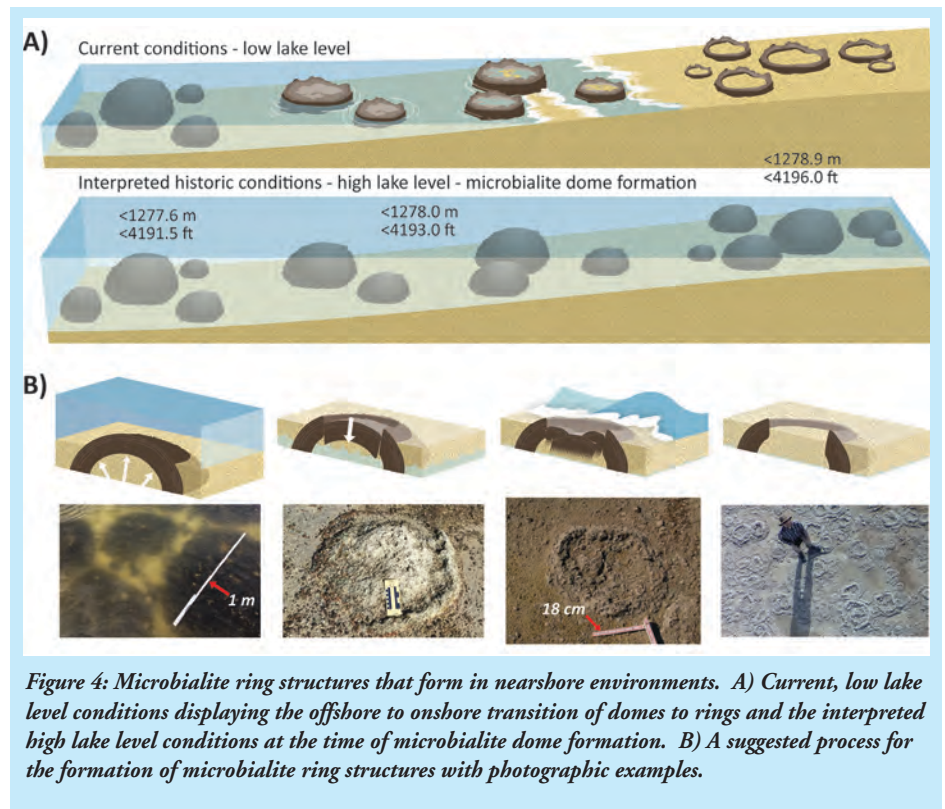 A)
Current conditions - low lake level
<1278.9 m
<4196.0 ft
Interpreted historic conditions - high lake level - microbialite dome formation
<1277.6 m
<4191.5 ft
<1278.0 m
<4193.0 ft
B)
1 m
18 cm
Figure 4: Microbialite ring structures that form in nearshore environments. A) Current, low lake
level conditions displaying the offshore to onshore transition of domes to rings and the interpreted
high lake level conditions at the time of microbialite dome formation. B) A suggested process for
the formation of microbialite ring structures with photographic examples.